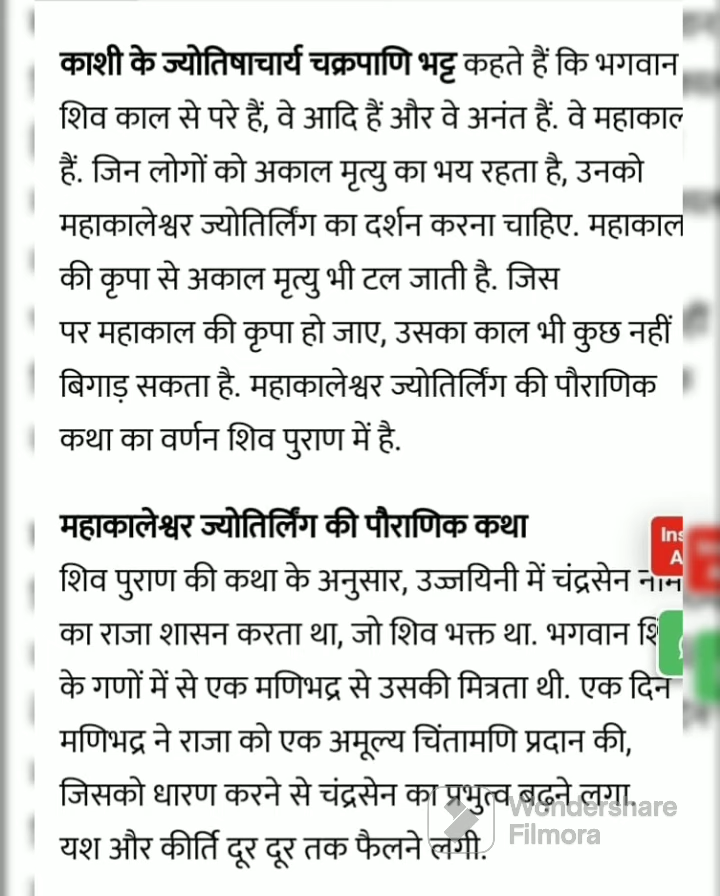 काशी के ज्योतिषाचार्य चक्रपाणि भट्ट कहते हैं कि भगवान
शिव काल से परे हैं, वे आदि हैं और वे अनंत हैं. वे महाकाल
हैं. जिन लोगों को अकाल मृत्यु का भय रहता है, उनको
महाकालेश्वर ज्योतिर्लिंग का दर्शन करना चाहिए. महाकाल
की कृपा से अकाल मृत्यु भी टल जाती है. जिस
पर महाकाल की कृपा हो जाए, उसका काल भी कुछ नहीं
बिगाड़ सकता है. महाकालेश्वर ज्योतिर्लिंग की पौराणिक
कथा का वर्णन शिव पुराण में है.
महाकालेश्वर ज्योतिर्लिंग की पौराणिक कथा
शिव पुराण की कथा के अनुसार, उज्जयिनी में चंद्रसेन नाम
का राजा शासन करता था, जो शिव भक्त था. भगवान
के गणों में से एक मणिभद्र से उसकी मित्रता थी. एक दिन
मणिभद्र ने राजा को एक अमूल्य चिंतामणि प्रदान की,
जिसको धारण करने से चंद्रसेन का प्रभुत्व बढ़ने लगा.
यश और कीर्ति दूर दूर तक फैलने लगी.
Wondershare
Filmora